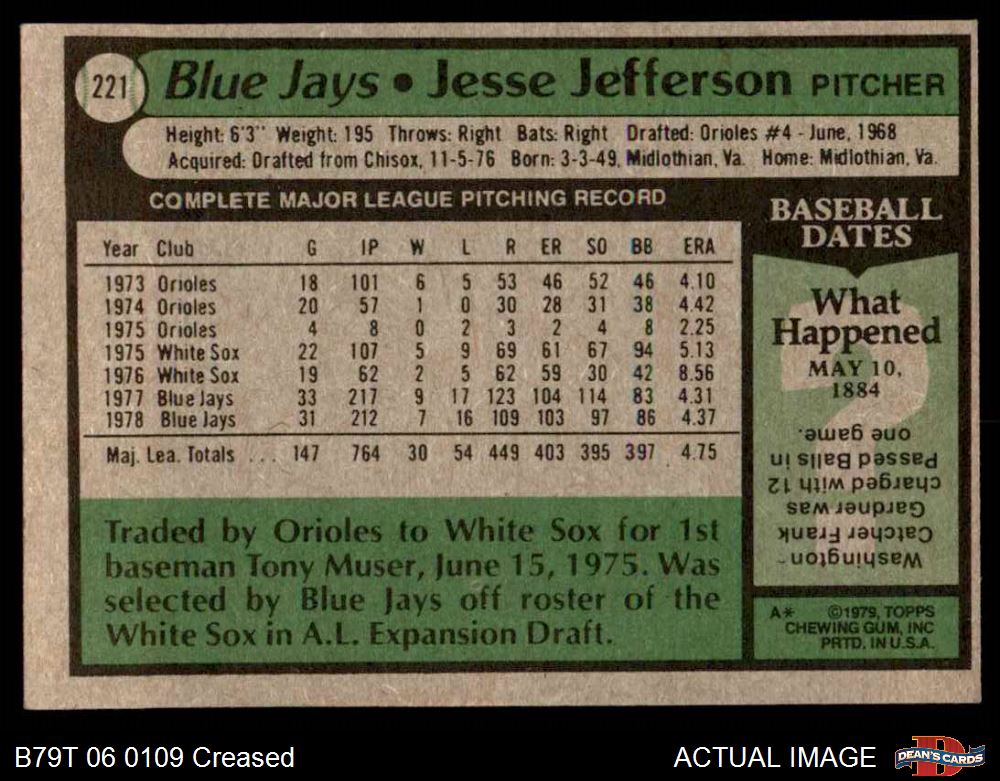 221
Blue Jays • Jesse Jefferson PITCHER
Height: 6'3" Weight: 195 Throws: Right Bats: Right Drafted: Orioles #4 - June, 1968
Acquired: Drafted from Chisox, 11-5-76 Born: 3-3-49, Midlothian, Va. Home: Midlothian, Va.
COMPLETE MAJOR LEAGUE PITCHING RECORD
Year Club G IP W L R ER SO BB ERA
1973 Orioles 18 101 6 5 53 46 52 46 4.10
1974 Orioles 20 57 1 0 30 28 31 38 4.42
1975 Orioles 4 8 0 2 3 2 4 8 2.25
1975 White Sox 22 107 5 9 69 61 67 94 5.13
1976 White Sox 19 62 2 5 62 59 30 42 8.56
1977 Blue Jays 33 217 9 17 123 104 114 83 4.31
1978 Blue Jays 31 212 7 16 109 103 97 86 4.37
Maj. Lea. Totals ... 147 764 30 54 449 403 395 397 4.75
Traded by Orioles to White Sox for 1st
baseman Tony Muser, June 15, 1975. Was
selected by Blue Jays off roster of the
White Sox in A.L. Expansion Draft.
BASEBALL
DATES
What
Happened
MAY 10,
1884
Washington
Catcher Frank
Gardner was
charged with 12
Passed Balls in
one game.
A* ©1979, TOPPS
CHEWING GUM, INC
PRTD. IN U.S.A.
B79T 06 0109 Creased
ACTUAL IMAGE
DEAN'S CARDS